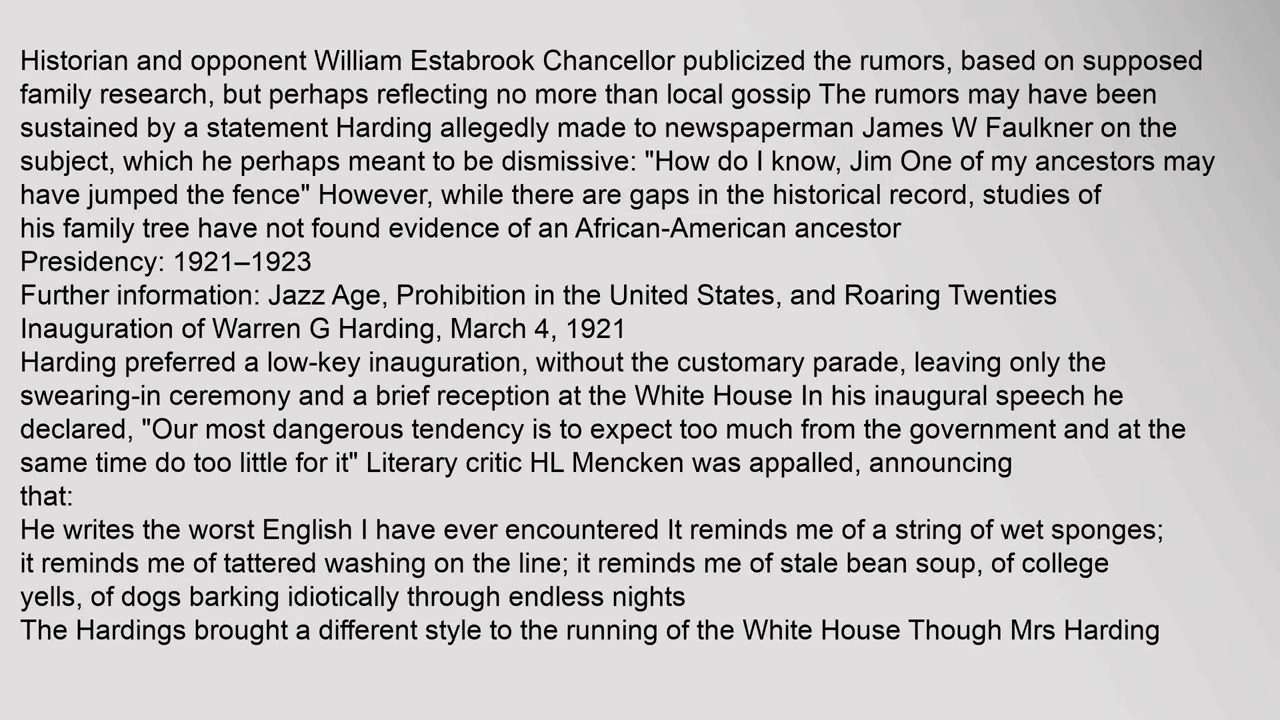 Historian and opponent William Estabrook Chancellor publicized the rumors, based on supposed
family research, but perhaps reflecting no more than local gossip The rumors may have been
sustained by a statement Harding allegedly made to newspaperman James W Faulkner on the
subject, which he perhaps meant to be dismissive: "How do I know, Jim One of my ancestors may
have jumped the fence" However, while there are gaps in the historical record, studies of
his family tree have not found evidence of an African-American ancestor
Presidency: 1921–1923
Further information: Jazz Age, Prohibition in the United States, and Roaring Twenties
Inauguration of Warren G Harding, March 4, 1921
Harding preferred a low-key inauguration, without the customary parade, leaving only the
swearing-in ceremony and a brief reception at the White House In his inaugural speech he
declared, "Our most dangerous tendency is to expect too much from the government and at the
same time do too little for it" Literary critic HL Mencken was appalled, announcing
that:
He writes the worst English I have ever encountered It reminds me of a string of wet sponges;
it reminds me of tattered washing on the line; it reminds me of stale bean soup, of college
yells, of dogs barking idiotically through endless nights
The Hardings brought a different style to the running of the White House Though Mrs Harding